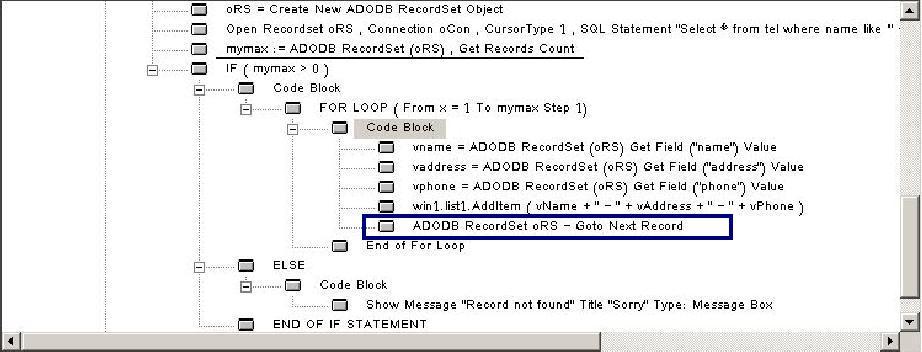 oRS = Create New ADODB RecordSet Object
Open Recordset oRS , Connection oCon , CursorType 1 , SQL Statement "Select * from tel where name like "
mymax := ADODB RecordSet (oRS) , Get Records Count
IF ( mymax > 0 )
Code Block
FOR LOOP ( From x = 1 To mymax Step 1)
Code Block
vname = ADODB RecordSet (oRS) Get Field ("name") Value
vaddress = ADODB RecordSet (oRS) Get Field ("address") Value
vphone = ADODB RecordSet (oRS) Get Field ("phone") Value
win1.list1.AddItem ( vName + " - " + vAddress + " - " + vPhone )
ADODB RecordSet oRS - Goto Next Record
End of For Loop
ELSE
Code Block
Show Message "Record not found" Title "Sorry" Type: Message Box
END OF IF STATEMENT